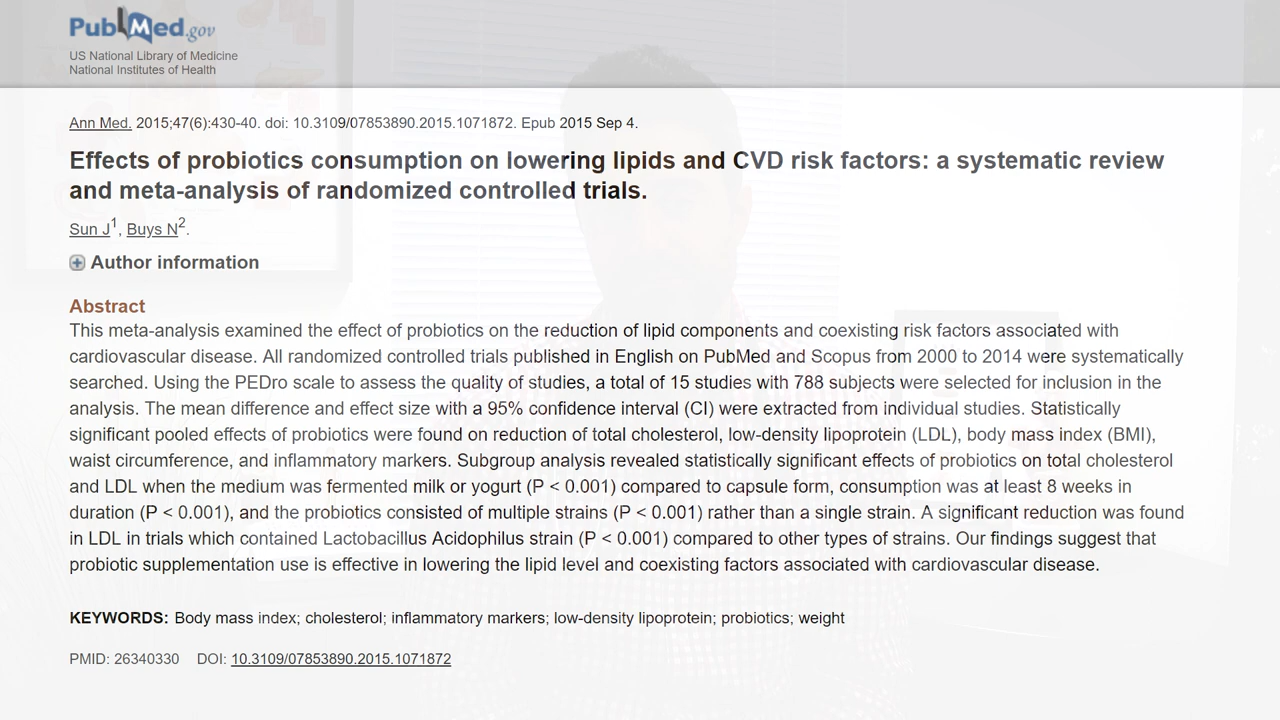 PubMed.gov
US National Library of Medicine
National Institutes of Health
Ann Med. 2015;47(6):430-40. doi: 10.3109/07853890.2015.1071872. Epub 2015 Sep 4.
Effects of probiotics consumption on lowering lipids and CVD risk factors: a systematic review
and meta-analysis of randomized controlled trials.
Sun J1, Buys N2.
Author information
Abstract
This meta-analysis examined the effect of probiotics on the reduction of lipid components and coexisting risk factors associated with
cardiovascular disease. All randomized controlled trials published in English on PubMed and Scopus from 2000 to 2014 were systematically
searched. Using the PEDro scale to assess the quality of studies, a total of 15 studies with 788 subjects were selected for inclusion in the
analysis. The mean difference and effect size with a 95% confidence interval (CI) were extracted from individual studies. Statistically
significant pooled effects of probiotics were found on reduction of total cholesterol, low-density lipoprotein (LDL), body mass index (BMI),
waist circumference, and inflammatory markers. Subgroup analysis revealed statistically significant effects of probiotics on total cholesterol
and LDL when the medium was fermented milk or yogurt (P < 0.001) compared to capsule form, consumption was at least 8 weeks in
duration (P < 0.001), and the probiotics consisted of multiple strains (P < 0.001) rather than a single strain. A significant reduction was found
in LDL in trials which contained Lactobacillus Acidophilus strain (P < 0.001) compared to other types of strains. Our findings suggest that
probiotic supplementation use is effective in lowering the lipid level and coexisting factors associated with cardiovascular disease.
KEYWORDS: Body mass index; cholesterol; inflammatory markers; low-density lipoprotein; probiotics; weight
PMID: 26340330 DOI: 10.3109/07853890.2015.1071872